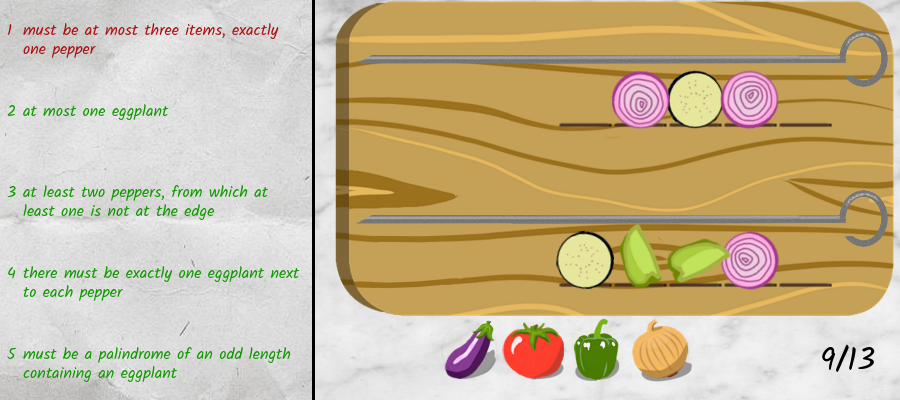 1 must be at most three items, exactly
one pepper
2 at most one eggplant
3 at least two peppers, from which at
least one is not at the edge
4 there must be exactly one eggplant next
to each pepper
5 must be a palindrome of an odd length
containing an eggplant
9/13